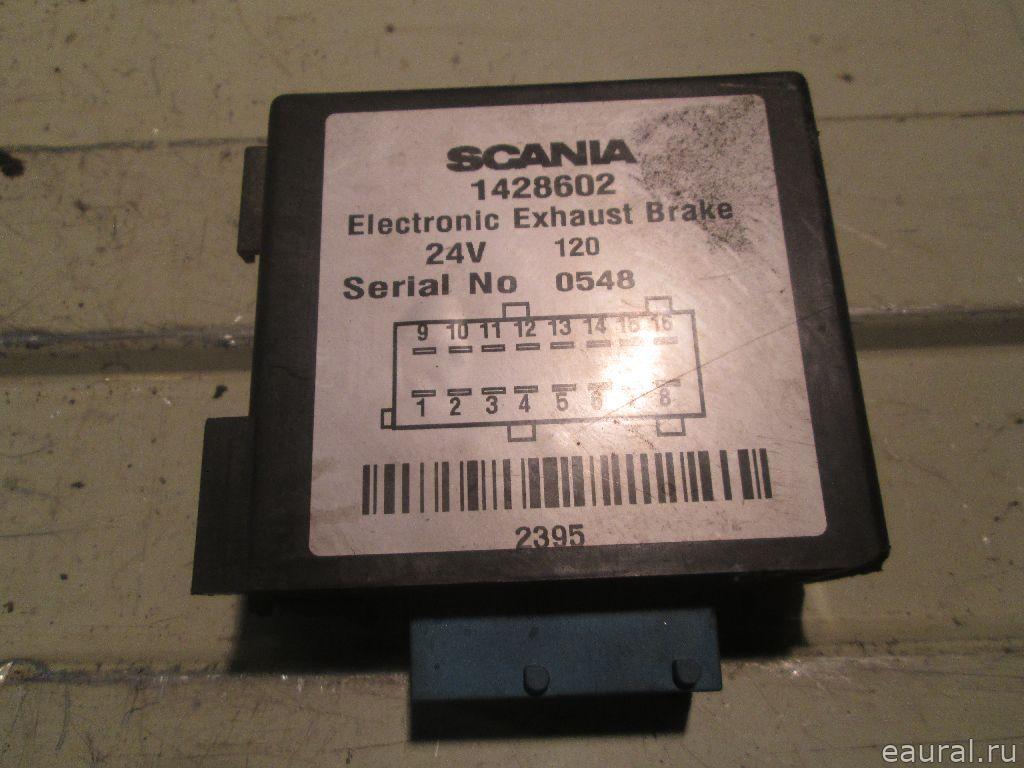 SCANIA
1428602
Electronic Exhaust Brake
24V 120
Serial No 0548
9 10 11 12 13 14 15 16
1 2 3 4 5 6 7 8
2395
eaural.ru